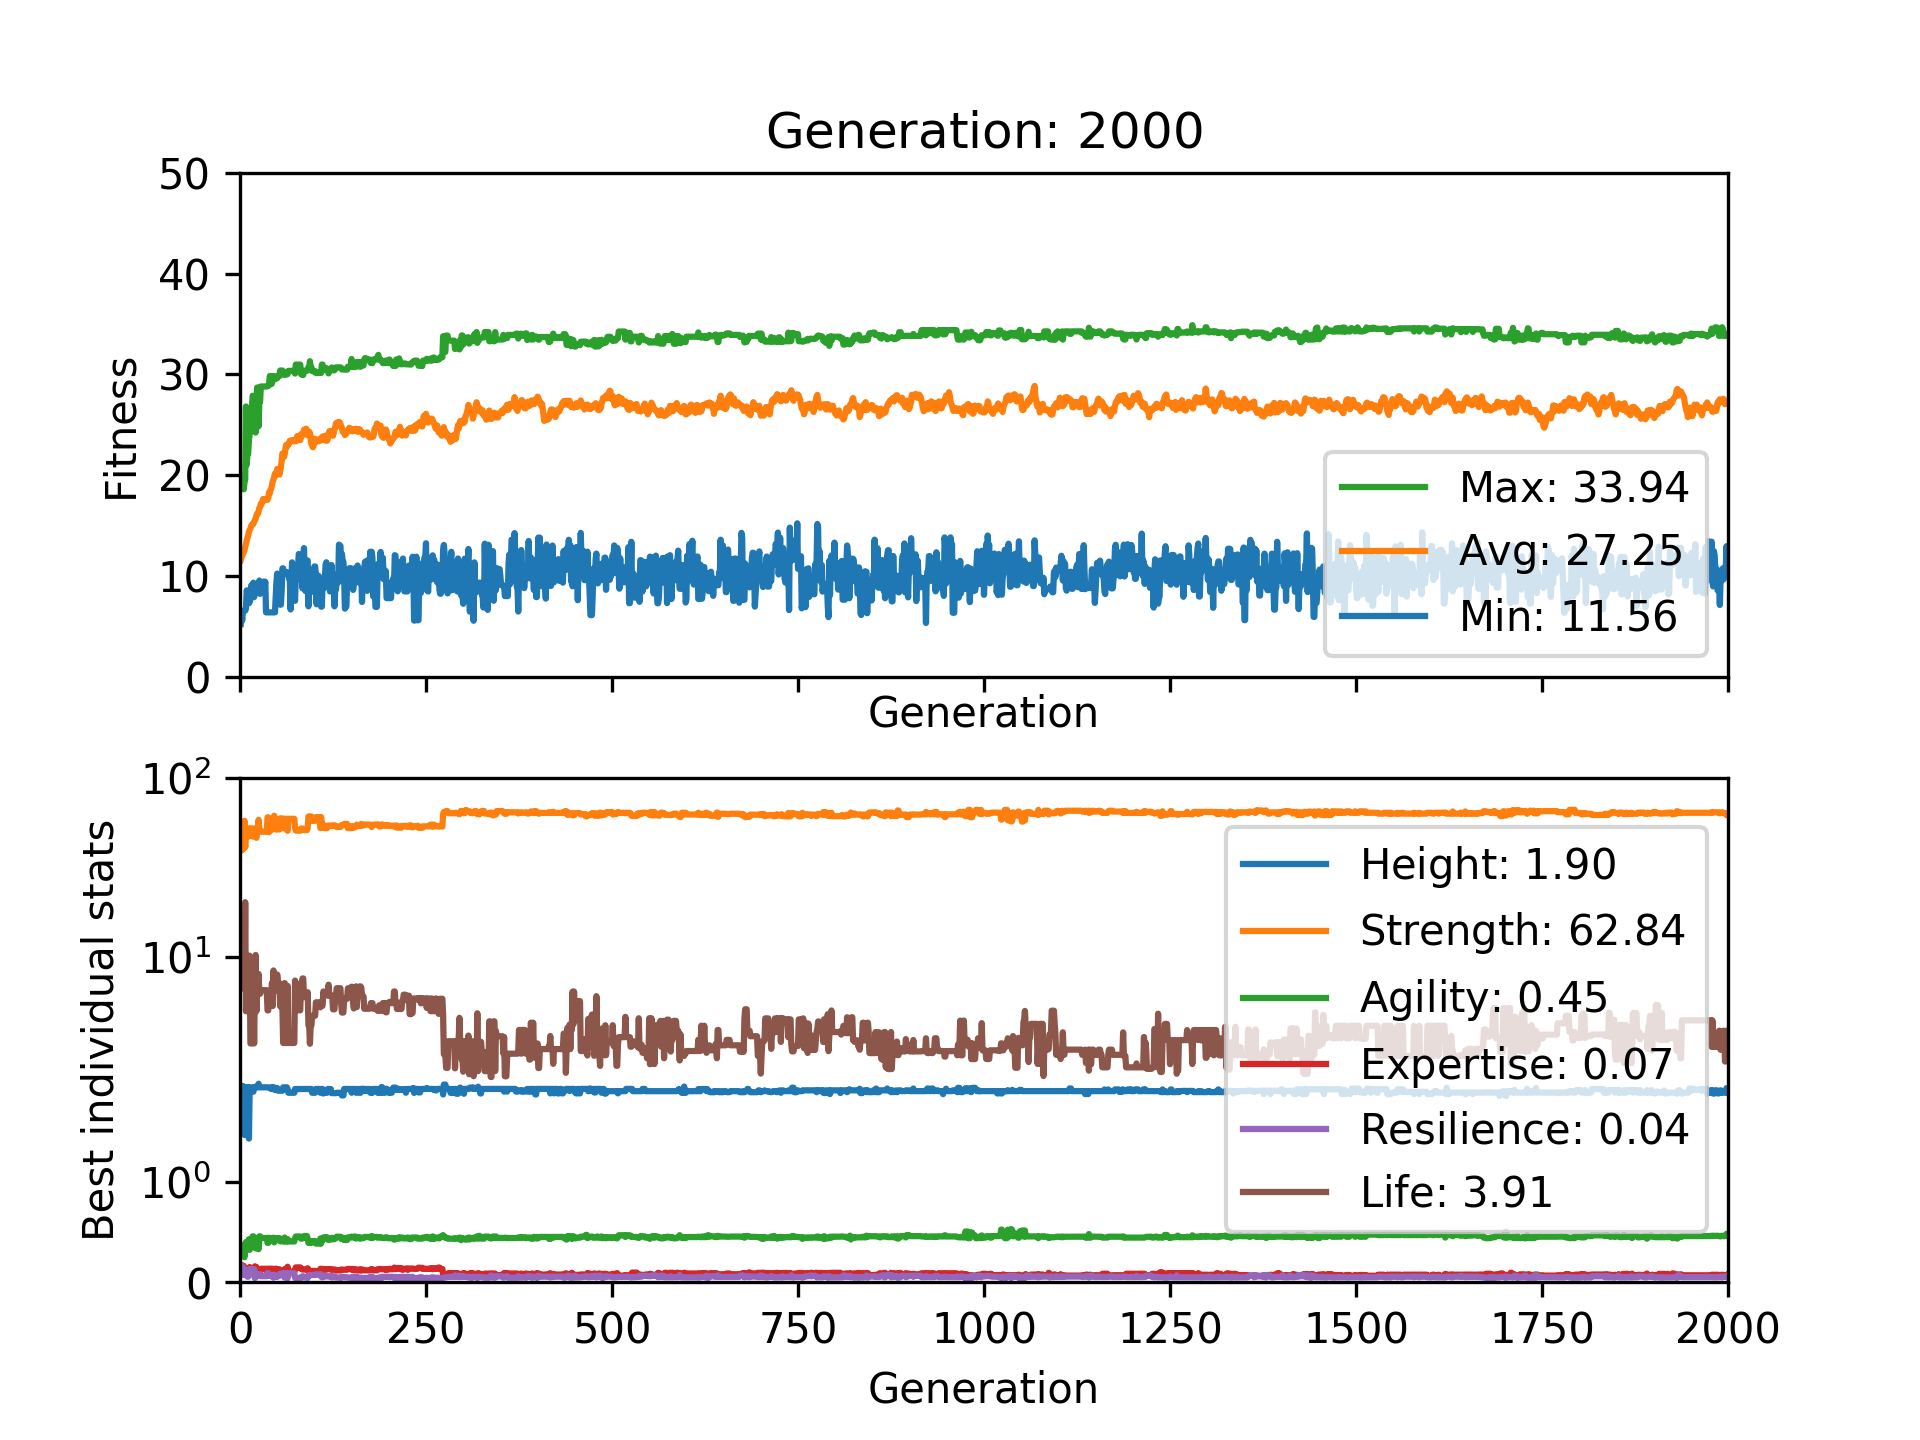 Generation: 2000
50
40
30
20
10
0
Fitness
Max: 33.94
Avg: 27.25
Min: 11.56
Generation
10²
10¹
10⁰
0
Best individual stats
Height: 1.90
Strength: 62.84
Agility: 0.45
Expertise: 0.07
Resilience: 0.04
Life: 3.91
0 250 500 750 1000 1250 1500 1750 2000
Generation